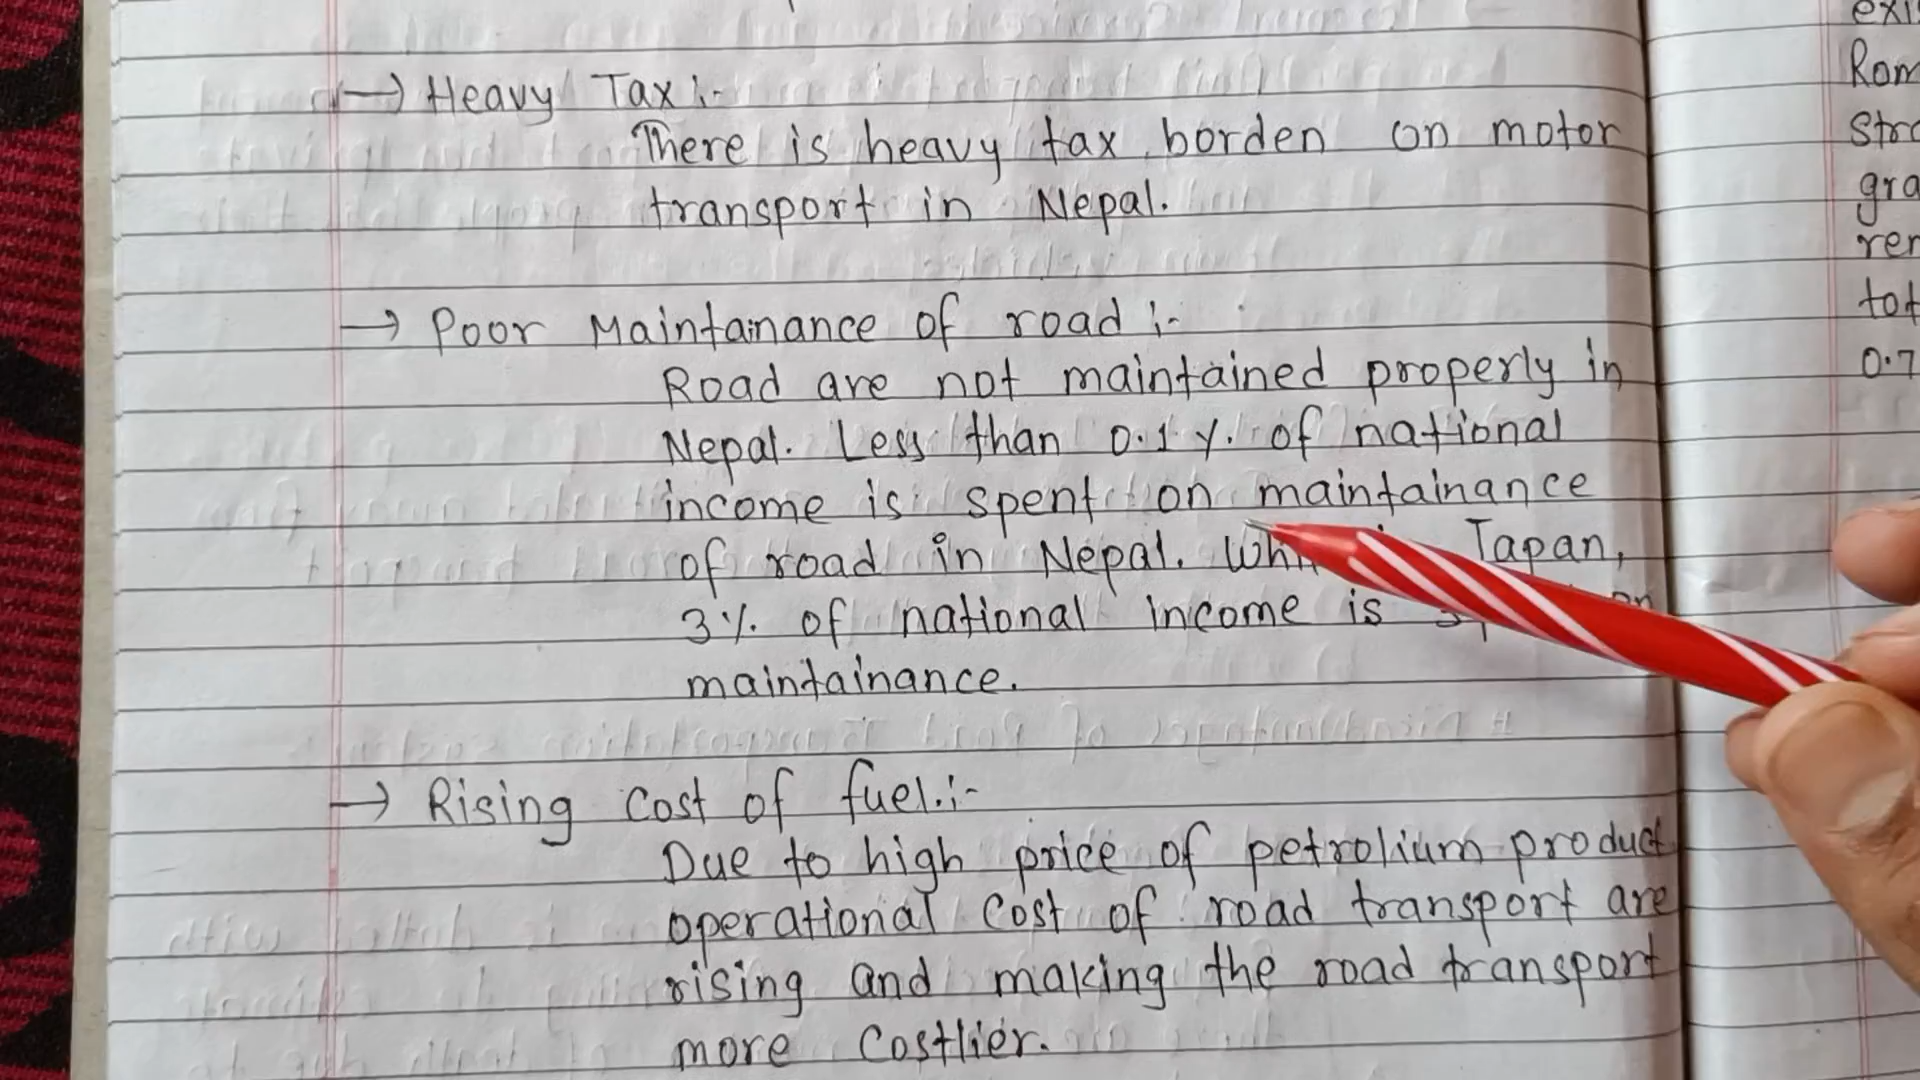 → Heavy Tax :-
There is heavy tax borden on motor
transport in Nepal.
→ Poor Maintainance of road :-
Road are not maintained properly in
Nepal. Less than 0.1 %. of national
income is spent on maintainance
of road in Nepal. Japan,
3 %. of national income is on
maintainance.
→ Rising Cost of fuel.:-
Due to high price of petrolium product
operational Cost of road transport are
rising and making the road transport
more Costlier.
tot
0.7